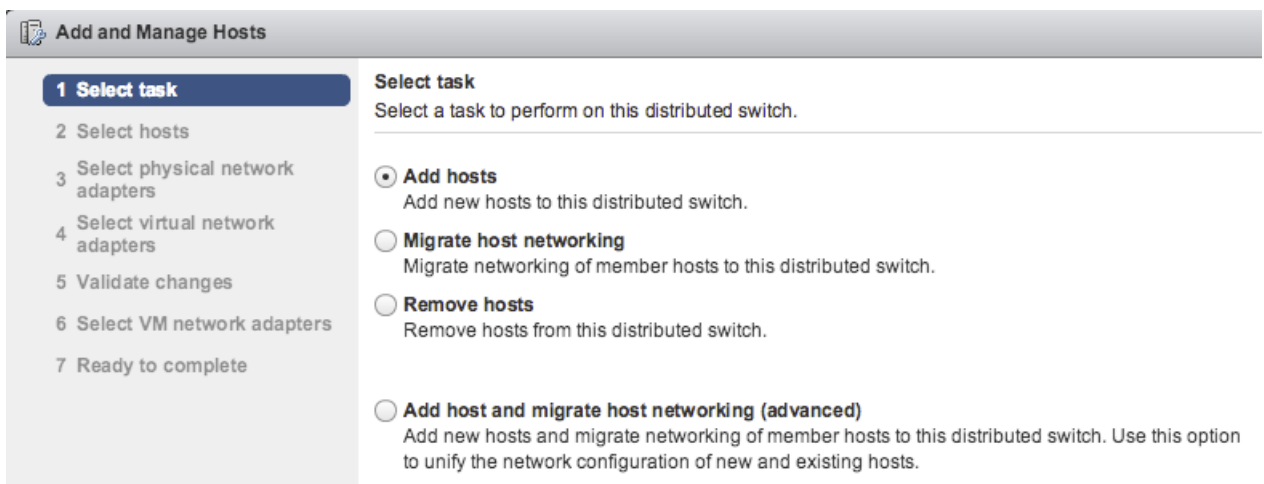 Add and Manage Hosts
1 Select task
2 Select hosts
3 Select physical network
adapters
4 Select virtual network
adapters
5 Validate changes
6 Select VM network adapters
7 Ready to complete
Select task
Select a task to perform on this distributed switch.
Add hosts
Add new hosts to this distributed switch.
Migrate host networking
Migrate networking of member hosts to this distributed switch.
Remove hosts
Remove hosts from this distributed switch.
Add host and migrate host networking (advanced)
Add new hosts and migrate networking of member hosts to this distributed switch. Use this option
to unify the network configuration of new and existing hosts.